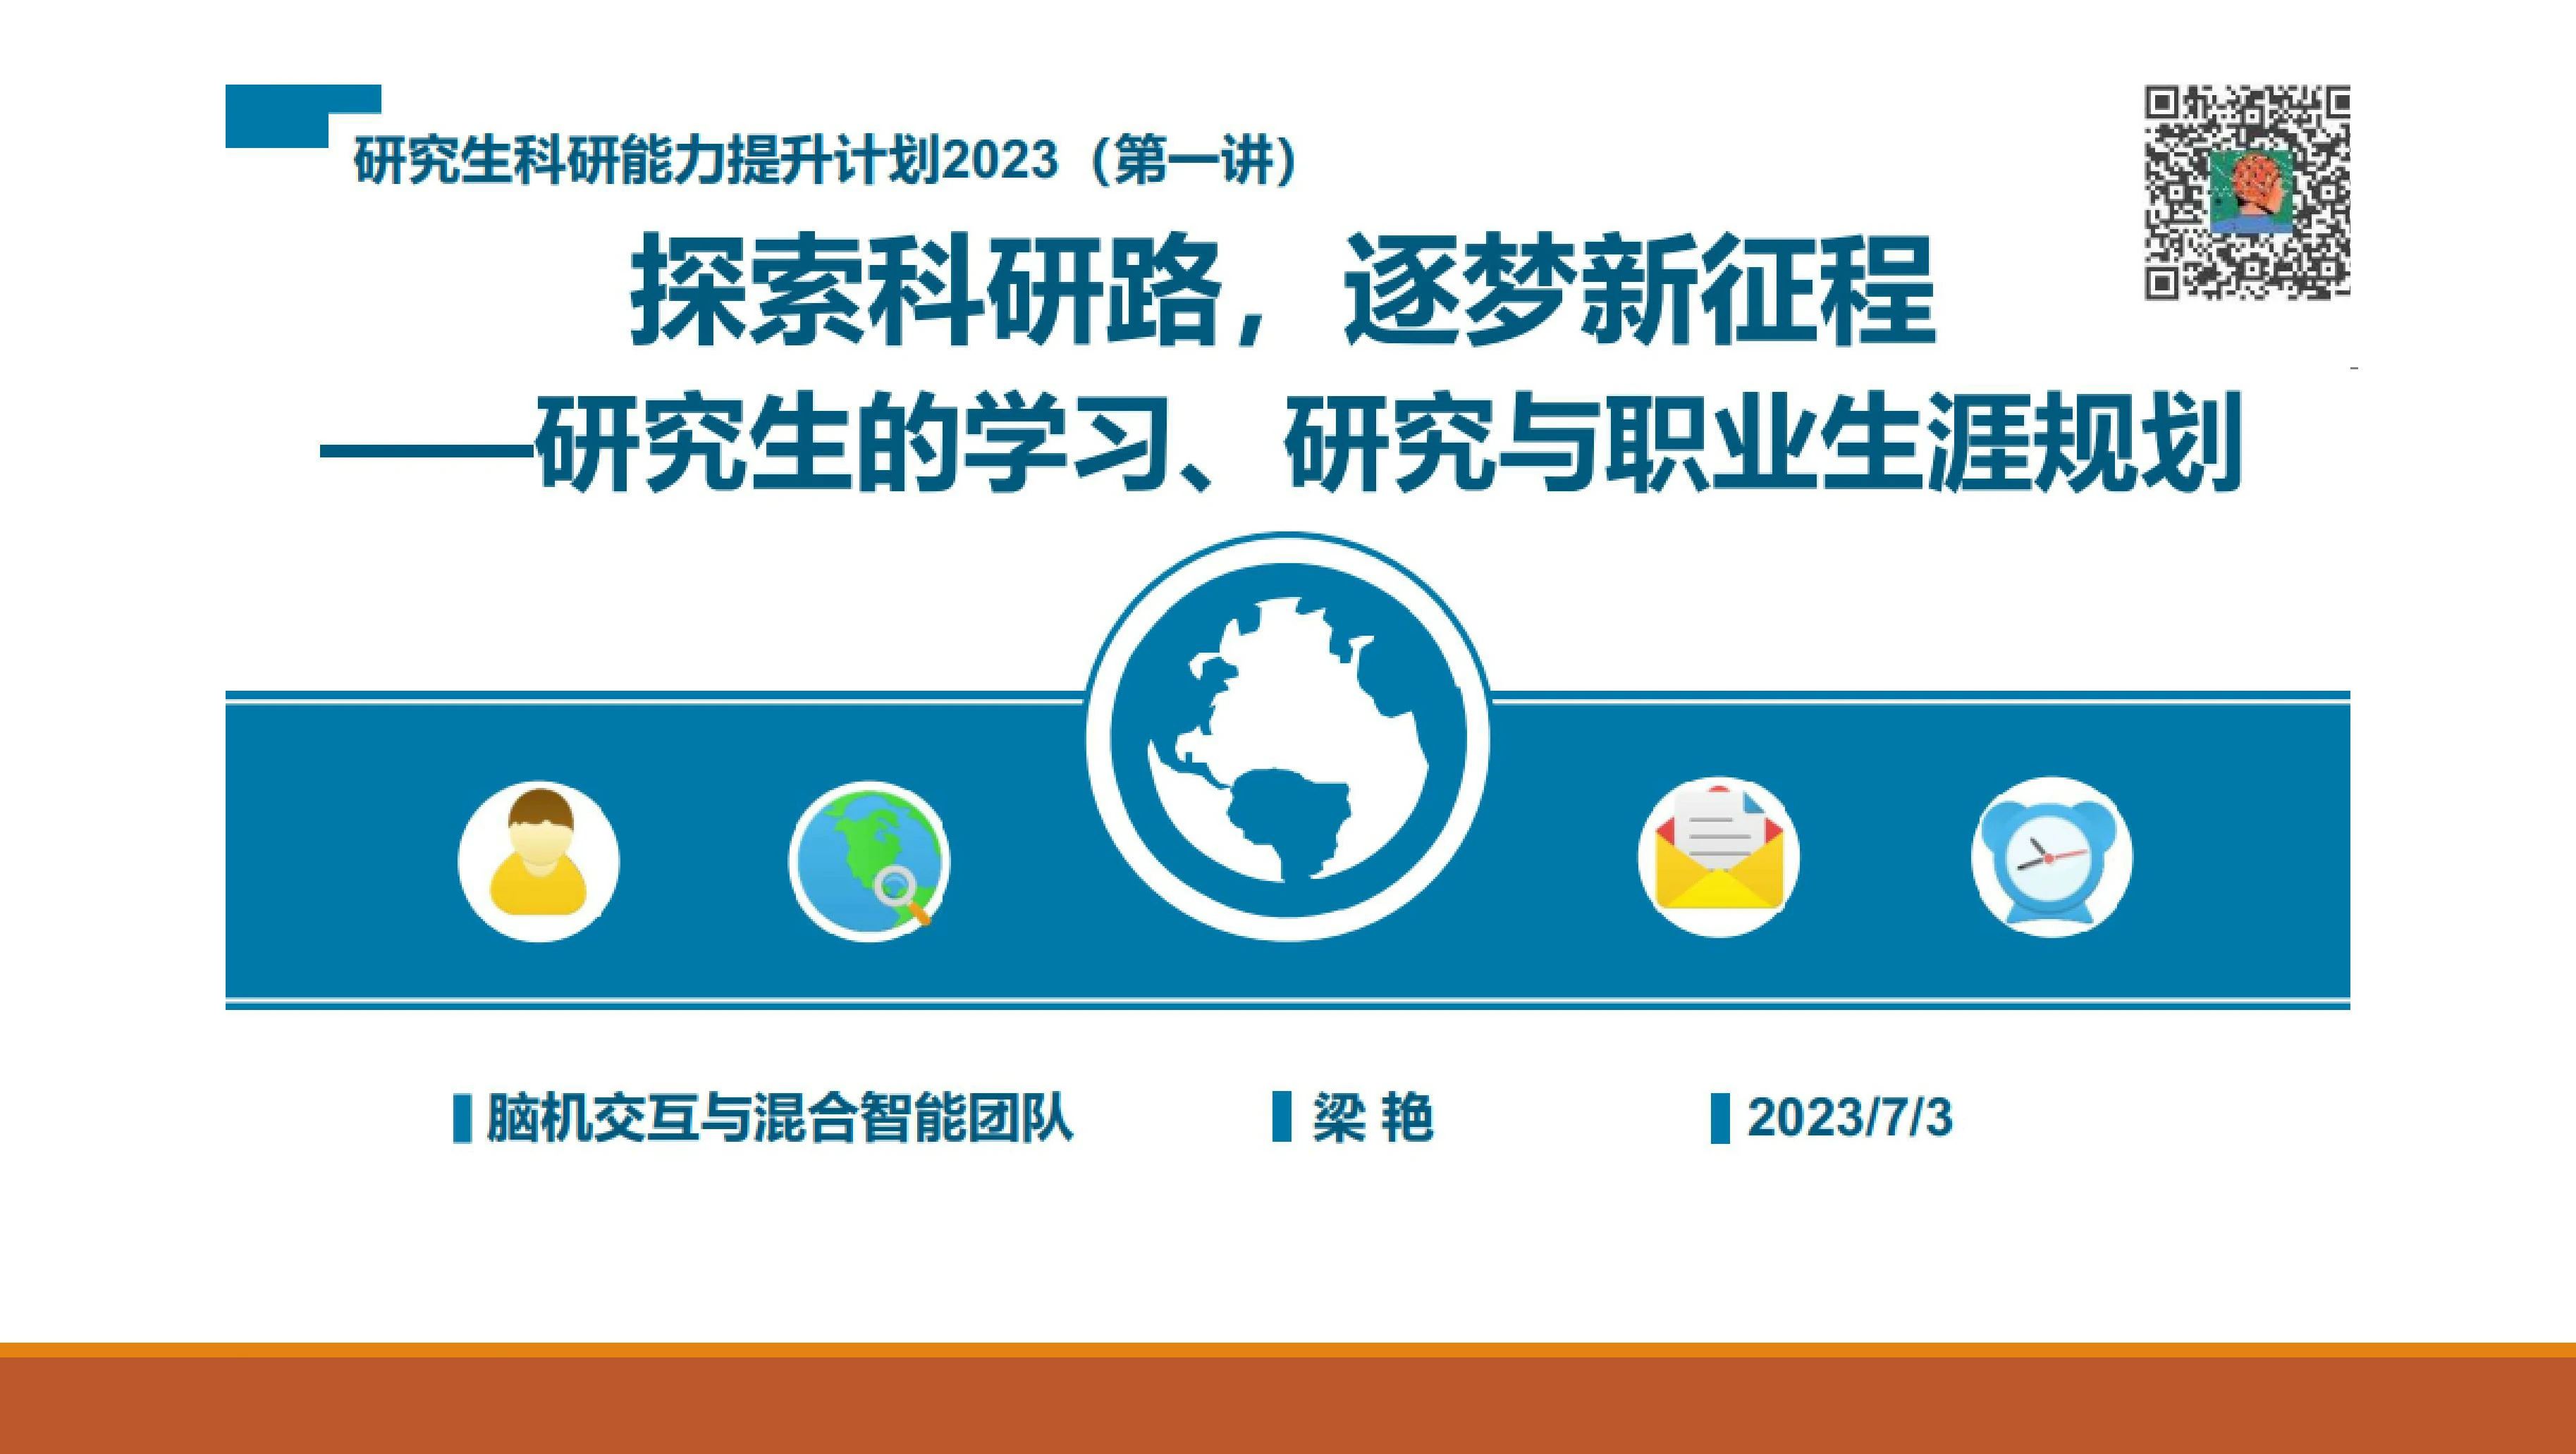 研究生科研能力提升计划2023（第一讲）
探索科研路，逐梦新征程
——研究生的学习、研究与职业生涯规划
脑机交互与混合智能团队
梁 艳
2023/7/3